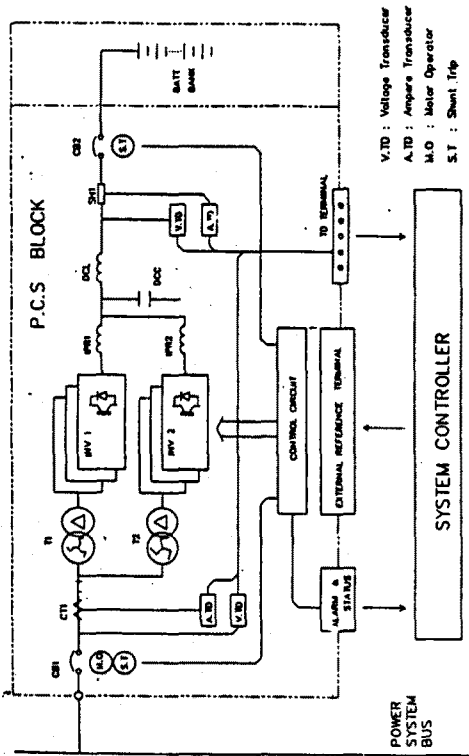 P.C.S BLOCK
POWER
SYSTEM
BUS
CB1
M.O
S.T
CT1
A.TD
V.TD
T1
T2
INV 1
INV 2
IPR1
IPR2
DCL
DCC
SH1
V.TD
A.TD
CB2
S.T
BATT
BANK
ALARM &
STATUS
CONTROL CIRCUIT
EXTERNAL REFERENCE TERMINAL
TD TERMINAL
SYSTEM CONTROLLER
V.TD : Voltage Transducer
A.TD : Ampere Transducer
M.O : Motor Operator
S.T : Shunt Trip